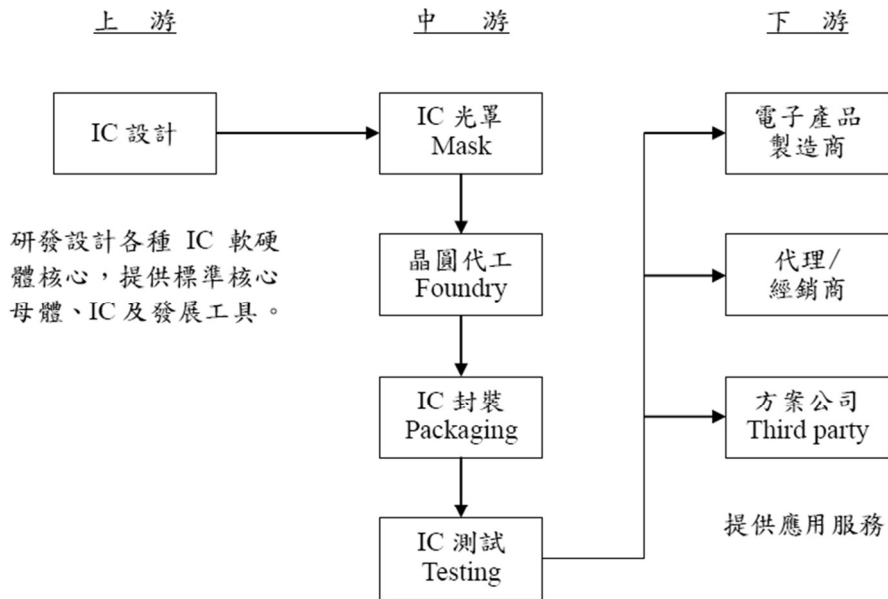 上 游
中 游
下 游
IC 設計
IC 光罩
Mask
電子產品
製造商
研發設計各種 IC 軟硬
體核心，提供標準核心
母體、IC 及發展工具。
晶圓代工
Foundry
代理/
經銷商
IC 封裝
Packaging
方案公司
Third party
IC 測試
Testing
提供應用服務